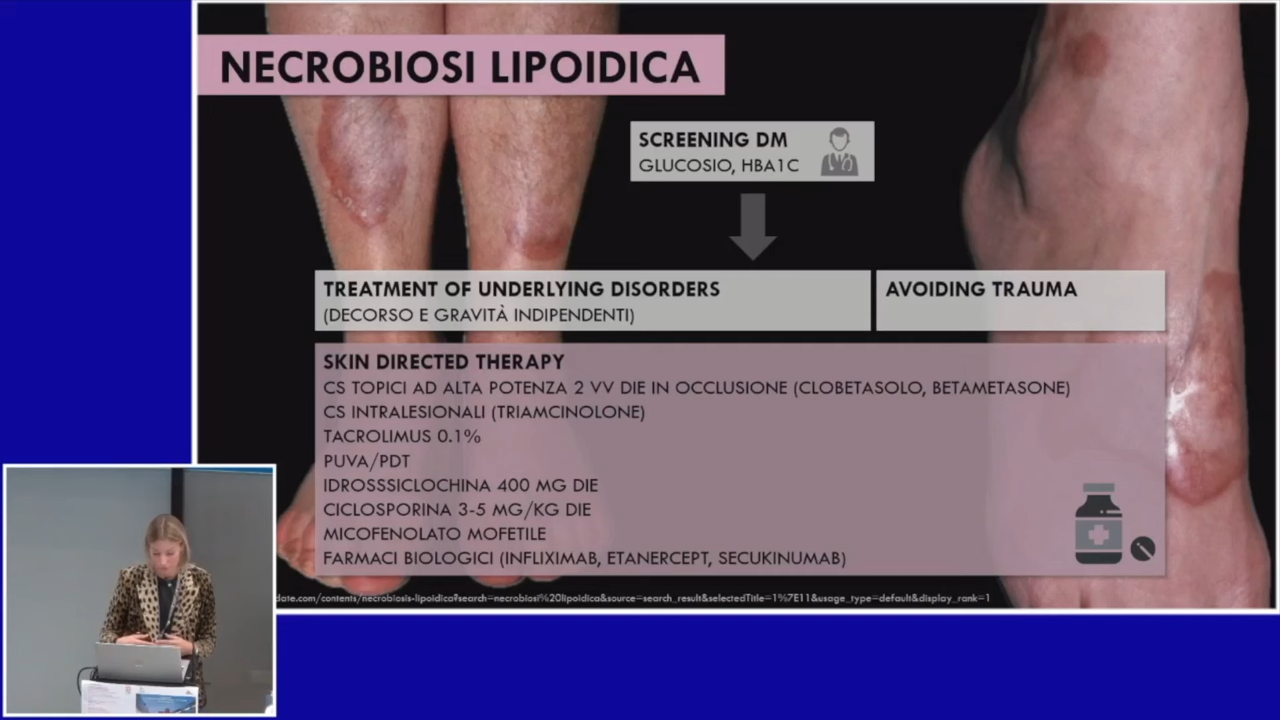 NECROBIOSI LIPOIDICA
SCREENING DM
GLUCOSIO, HBA1C
TREATMENT OF UNDERLYING DISORDERS
(DECORSO E GRAVITÀ INDIPENDENTI)
AVOIDING TRAUMA
SKIN DIRECTED THERAPY
CS TOPICI AD ALTA POTENZA 2 VV DIE IN OCCLUSIONE (CLOBETASOLO, BETAMETASONE)
CS INTRALESIONALI (TRIAMCINOLONE)
TACROLIMUS 0.1%
PUVA/PDT
IDROSSSICLOCHINA 400 MG DIE
CICLOSPORINA 3-5 MG/KG DIE
MICOFENOLATO MOFETILE
FARMACI BIOLOGICI (INFLIXIMAB, ETANERCEPT, SECUKINUMAB)
date.com/contents/necrobiosis-lipoidica?search=necrobiosi%20lipoidica&source=search_result&selectedTitle=1%7E11&usage_type=default&display_rank=1